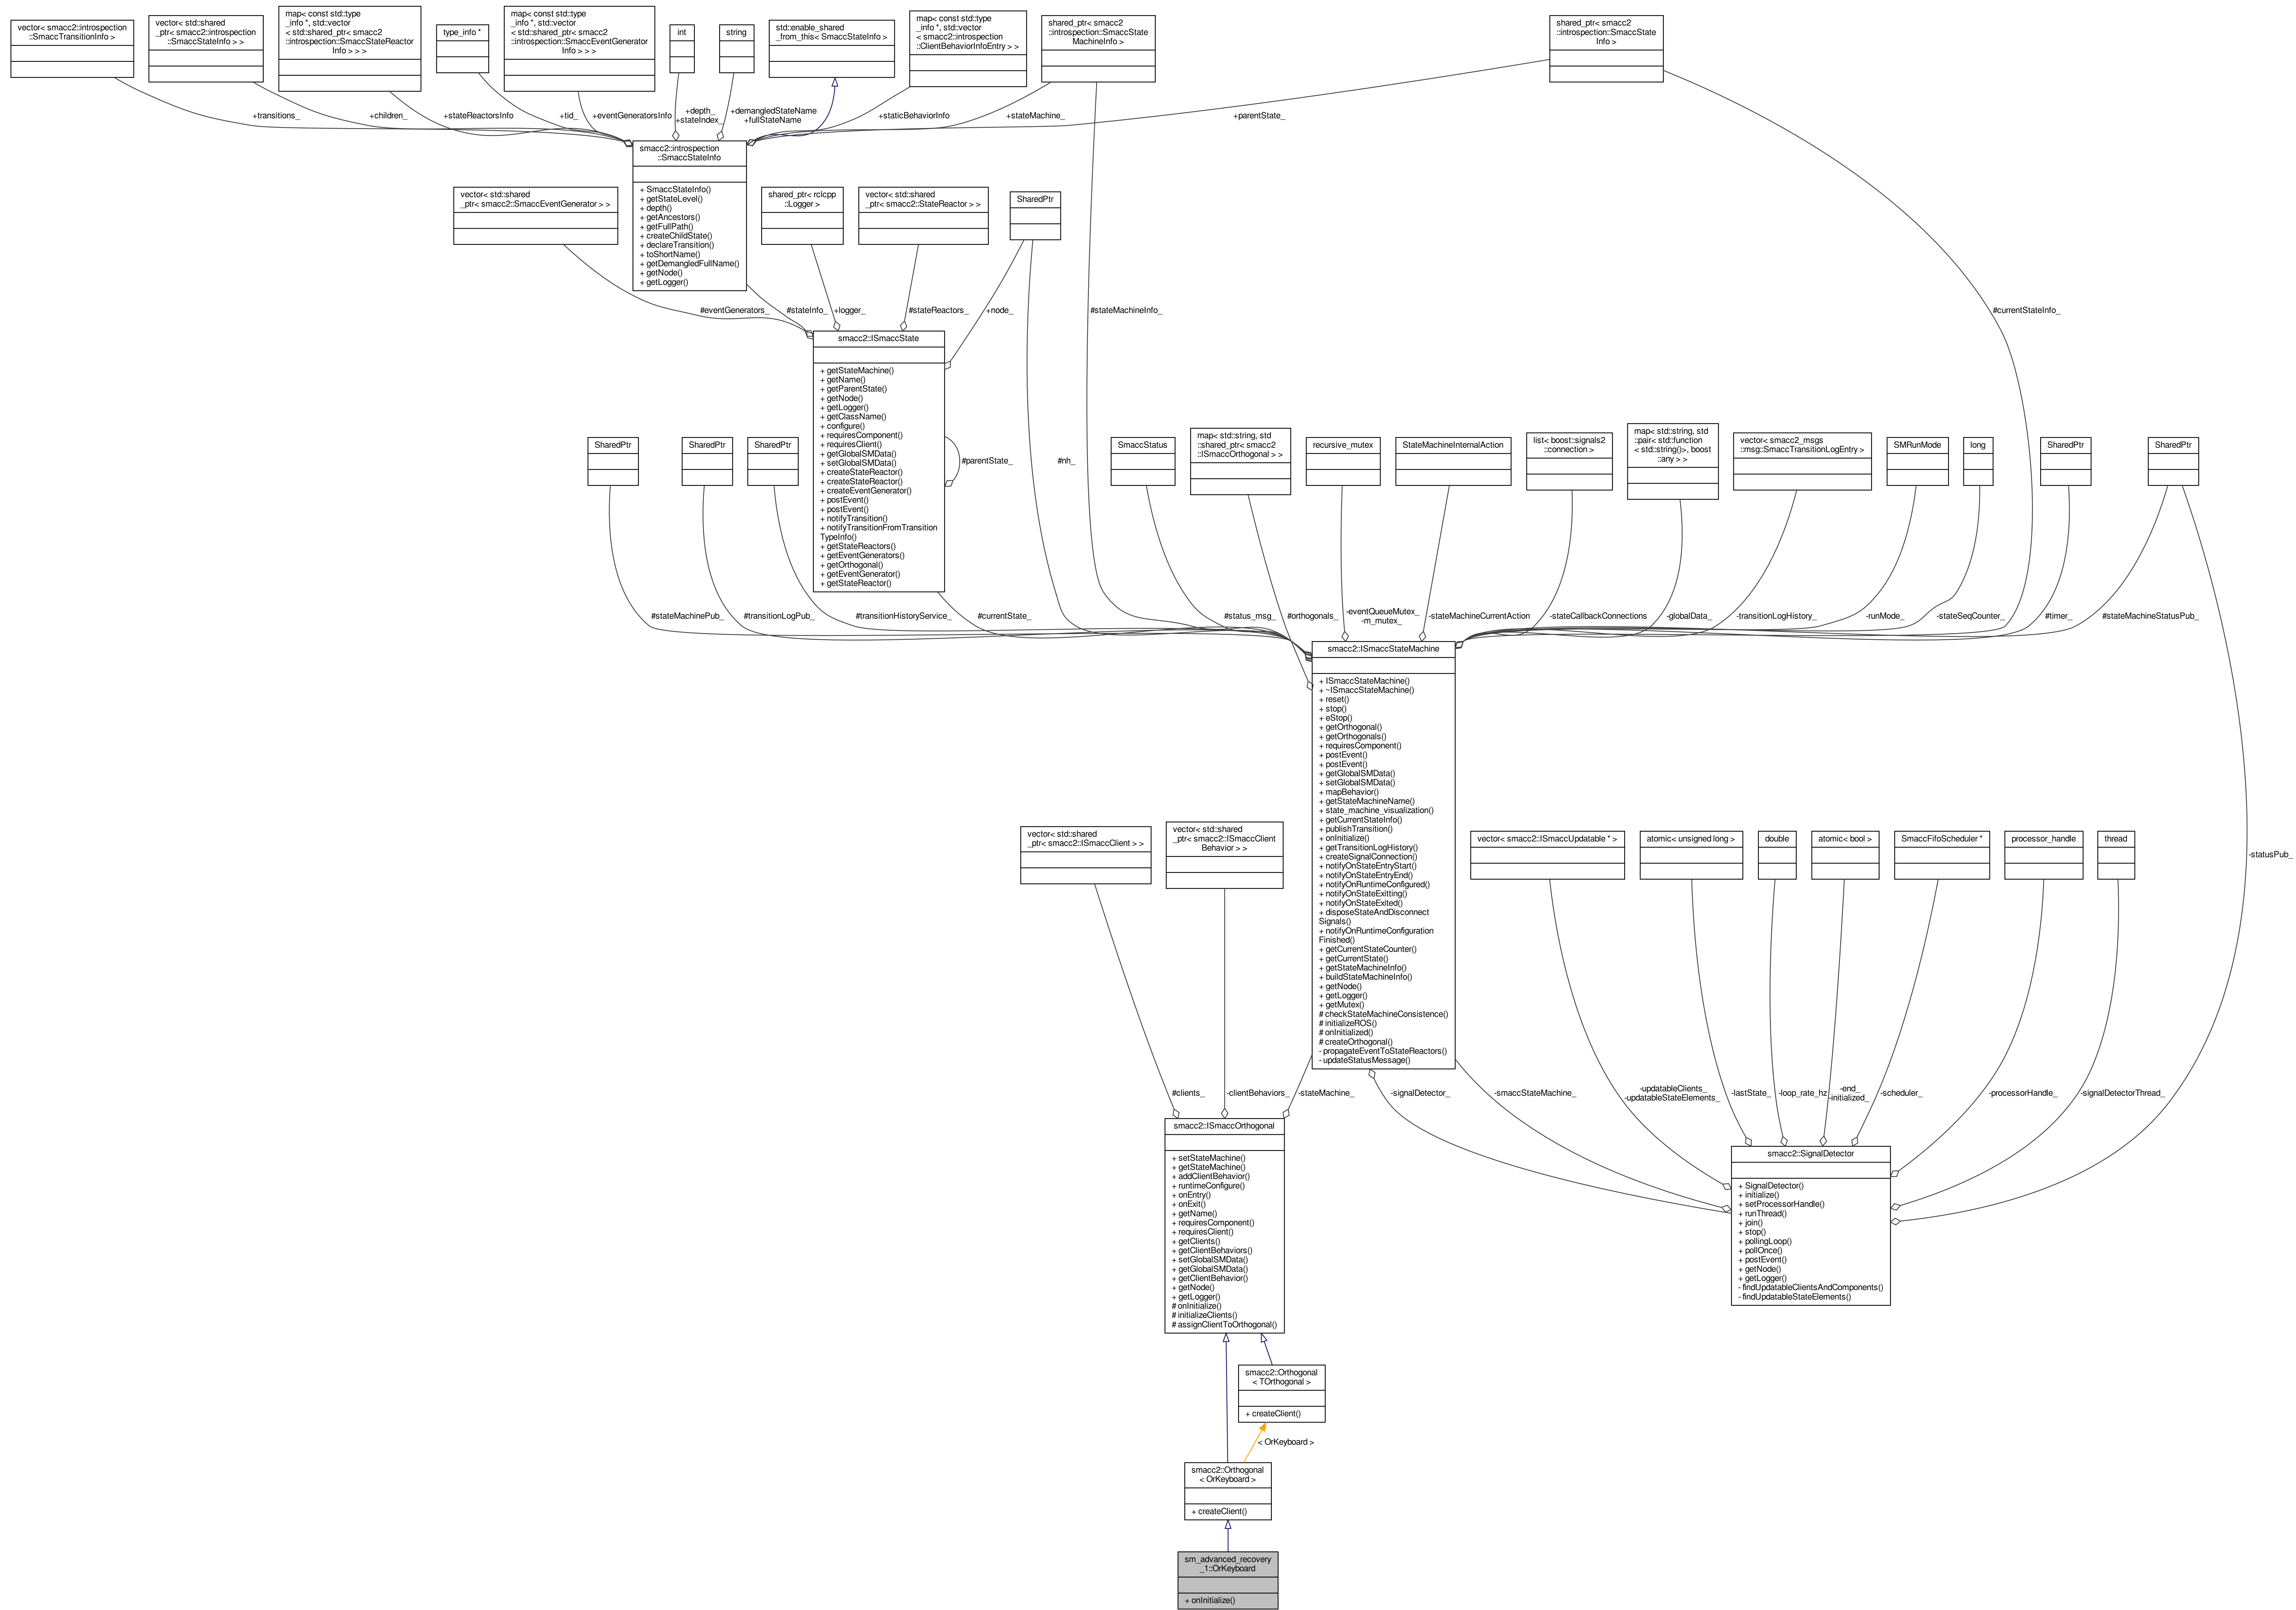 vector< smacc2::introspection
::SmaccTransitionInfo >
vector< std::shared
_ptr< smacc2::introspection
::SmaccStateInfo > >
map< const std::type
_info *, std::vector
< std::shared_ptr< smacc2
::introspection::SmaccStateReactor
Info > > >
type_info *
map< const std::type
_info *, std::vector
< std::shared_ptr< smacc2
::introspection::SmaccEventGenerator
Info > > >
int
string
std::enable_shared
_from_this< SmaccStateInfo >
map< const std::type
_info *, std::vector
< smacc2::introspection
::ClientBehaviorInfoEntry > >
shared_ptr< smacc2
::introspection::SmaccState
MachineInfo >
shared_ptr< smacc2
::introspection::SmaccState
Info >
+transitions_
+children_
+stateReactorsInfo
+tid_
+eventGeneratorsInfo
+depth_
+stateIndex_
+demangledStateName
+fullStateName
+staticBehaviorInfo
+stateMachine_
+parentState_
smacc2::introspection
::SmaccStateInfo
+ SmaccStateInfo()
+ getStateLevel()
+ depth()
+ getAncestors()
+ getFullPath()
+ createChildState()
+ declareTransition()
+ toShortName()
+ getDemangledFullName()
+ getNode()
+ getLogger()
vector< std::shared
_ptr< smacc2::SmaccEventGenerator > >
shared_ptr< rclcpp
::Logger >
vector< std::shared
_ptr< smacc2::StateReactor > >
SharedPtr
#eventGenerators_
#stateInfo_
+logger_
#stateReactors_
+node_
#stateMachineInfo_
#currentStateInfo_
smacc2::ISmaccState
+ getStateMachine()
+ getName()
+ getParentState()
+ getNode()
+ getLogger()
+ getClassName()
+ configure()
+ requiresComponent()
+ requiresClient()
+ getGlobalSMData()
+ setGlobalSMData()
+ createStateReactor()
+ createStateReactor()
+ createEventGenerator()
+ postEvent()
+ postEvent()
+ notifyTransition()
+ notifyTransitionFromTransition
TypeInfo()
+ getStateReactors()
+ getEventGenerators()
+ getOrthogonal()
+ getEventGenerator()
+ getStateReactor()
#parentState_
#nh_
SharedPtr
SharedPtr
SharedPtr
SmaccStatus
map< std::string, std
::shared_ptr< smacc2
::ISmaccOrthogonal > >
recursive_mutex
StateMachineInternalAction
list< boost::signals2
::connection >
map< std::string, std
::pair< std::function
< std::string()>, boost
::any > >
vector< smacc2_msgs
::msg::SmaccTransitionLogEntry >
SMRunMode
long
SharedPtr
SharedPtr
#stateMachinePub_
#transitionLogPub_
#transitionHistoryService_
#currentState_
#status_msg_
#orthogonals_
-eventQueueMutex_
-m_mutex_
-stateMachineCurrentAction
-stateCallbackConnections
-globalData_
-transitionLogHistory_
-runMode_
-stateSeqCounter_
#timer_
#stateMachineStatusPub_
smacc2::ISmaccStateMachine
+ ISmaccStateMachine()
+ ~ISmaccStateMachine()
+ reset()
+ stop()
+ eStop()
+ getOrthogonal()
+ getOrthogonals()
+ requiresComponent()
+ postEvent()
+ postEvent()
+ getGlobalSMData()
+ setGlobalSMData()
+ mapBehavior()
+ getStateMachineName()
+ state_machine_visualization()
+ getCurrentStateInfo()
+ publishTransition()
+ onInitialize()
+ getTransitionLogHistory()
+ createSignalConnection()
+ notifyOnStateEntryStart()
+ notifyOnStateEntryEnd()
+ notifyOnRuntimeConfigured()
+ notifyOnStateExitting()
+ notifyOnStateExited()
+ disposeStateAndDisconnect
Signals()
+ notifyOnRuntimeConfiguration
Finished()
+ getCurrentStateCounter()
+ getCurrentState()
+ getStateMachineInfo()
+ buildStateMachineInfo()
+ getNode()
+ getLogger()
+ getMutex()
# checkStateMachineConsistence()
# initializeROS()
# onInitialized()
# createOrthogonal()
- propagateEventToStateReactors()
- updateStatusMessage()
vector< std::shared
_ptr< smacc2::ISmaccClient > >
vector< std::shared
_ptr< smacc2::ISmaccClient
Behavior > >
vector< smacc2::ISmaccUpdatable * >
atomic< unsigned long >
double
atomic< bool >
SmaccFifoScheduler *
processor_handle
thread
-statusPub_
#clients_
-clientBehaviors_
-stateMachine_
-signalDetector_
-smaccStateMachine_
-updatableClients_
-updatableStateElements_
-lastState_
-loop_rate_hz
-end_
-initialized_
-scheduler_
-processorHandle_
-signalDetectorThread_
smacc2::ISmaccOrthogonal
+ setStateMachine()
+ getStateMachine()
+ addClientBehavior()
+ runtimeConfigure()
+ onEntry()
+ onExit()
+ getName()
+ requiresComponent()
+ requiresClient()
+ getClients()
+ getClientBehaviors()
+ setGlobalSMData()
+ getGlobalSMData()
+ getClientBehavior()
+ getNode()
+ getLogger()
# onInitialize()
# initializeClients()
# assignClientToOrthogonal()
smacc2::SignalDetector
+ SignalDetector()
+ initialize()
+ setProcessorHandle()
+ runThread()
+ join()
+ stop()
+ pollingLoop()
+ pollOnce()
+ postEvent()
+ getNode()
+ getLogger()
- findUpdatableClientsAndComponents()
- findUpdatableStateElements()
smacc2::Orthogonal
< TOrthogonal >
+ createClient()
< OrKeyboard >
smacc2::Orthogonal
< OrKeyboard >
+ createClient()
sm_advanced_recovery
_1::OrKeyboard
+ onInitialize()